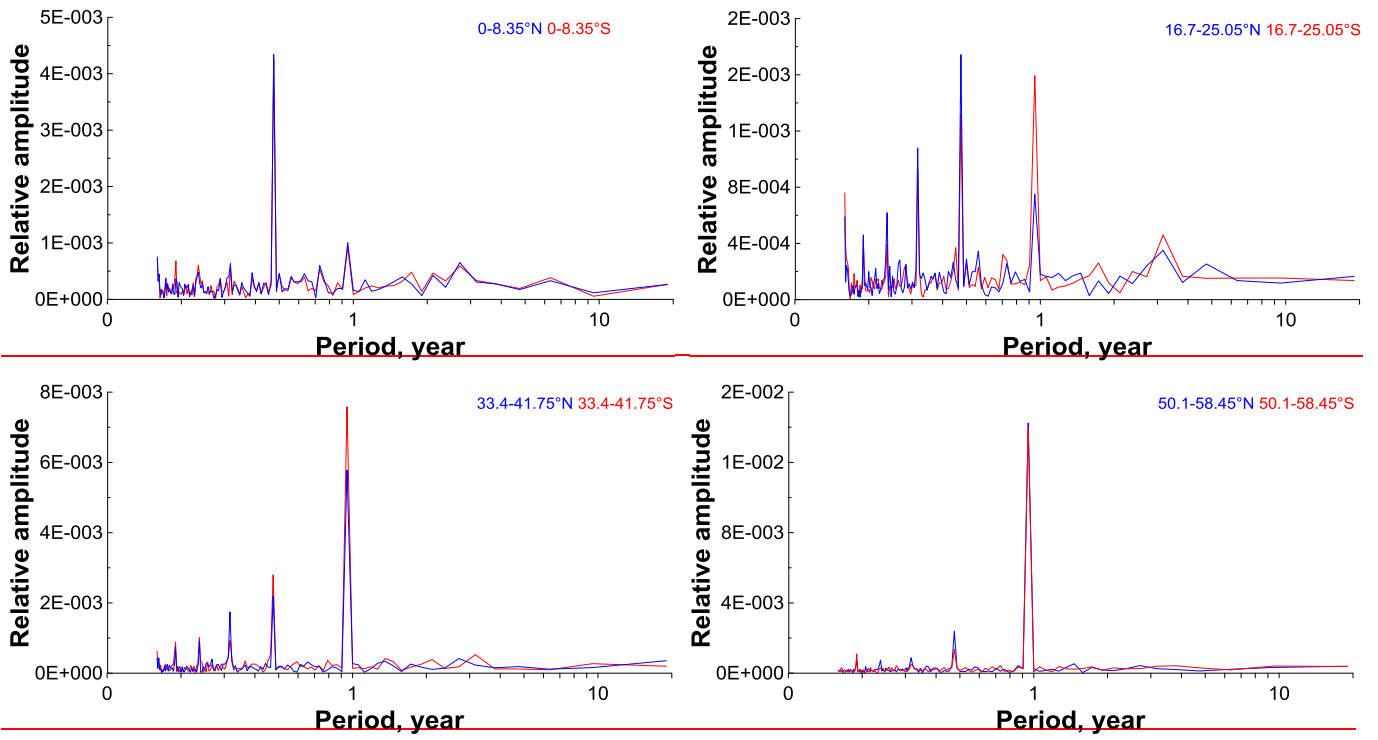 0-8.35°N 0-8.35°S
Relative amplitude
5E-003
4E-003
3E-003
2E-003
1E-003
0E+000
0 1 10
Period, year
16.7-25.05°N 16.7-25.05°S
Relative amplitude
2E-003
2E-003
1E-003
8E-004
4E-004
0E+000
0 1 10
Period, year
33.4-41.75°N 33.4-41.75°S
Relative amplitude
8E-003
6E-003
4E-003
2E-003
0E+000
0 1 10
Period, year
50.1-58.45°N 50.1-58.45°S
Relative amplitude
2E-002
1E-002
8E-003
4E-003
0E+000
0 1 10
Period, year